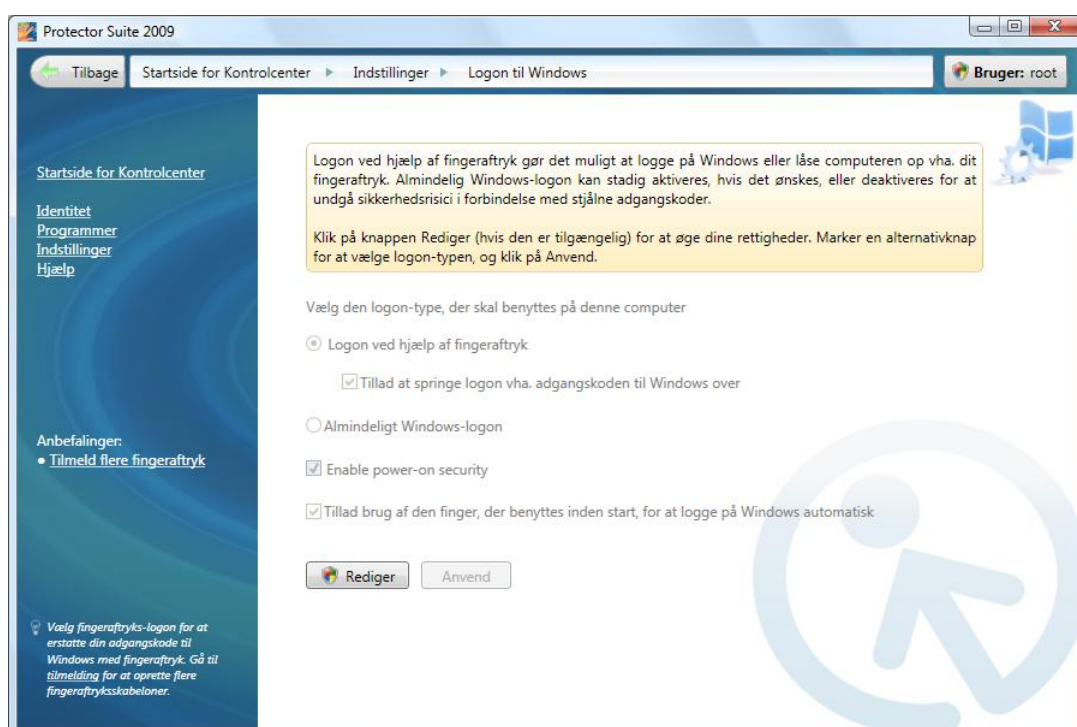 Protector Suite 2009
Tilbage
Startside for Kontrolcenter
Indstillinger
Logon til Windows
Bruger: root
Startside for Kontrolcenter
Identitet
Programmer
Indstillinger
Hjælp
Anbefalinger:
• Tilmeld flere fingeraftryk
Vælg fingeraftryks-logon for at
erstatte din adgangskode til
Windows med fingeraftryk. Gå til
tilmelding for at oprette flere
fingeraftryksskabeloner.
Logon ved hjælp af fingeraftryk gør det muligt at logge på Windows eller låse computeren op vha. dit
fingeraftryk. Almindelig Windows-logon kan stadig aktiveres, hvis det ønskes, eller deaktiveres for at
undgå sikkerhedsrisici i forbindelse med stjålne adgangskoder.
Klik på knappen Rediger (hvis den er tilgængelig) for at øge dine rettigheder. Marker en alternativknap
for at vælge logon-typen, og klik på Anvend.
Vælg den logon-type, der skal benyttes på denne computer
Logon ved hjælp af fingeraftryk
Tillad at springe logon vha. adgangskoden til Windows over
Almindeligt Windows-logon
Enable power-on security
Tillad brug af den finger, der benyttes inden start, for at logge på Windows automatisk
Rediger
Anvend